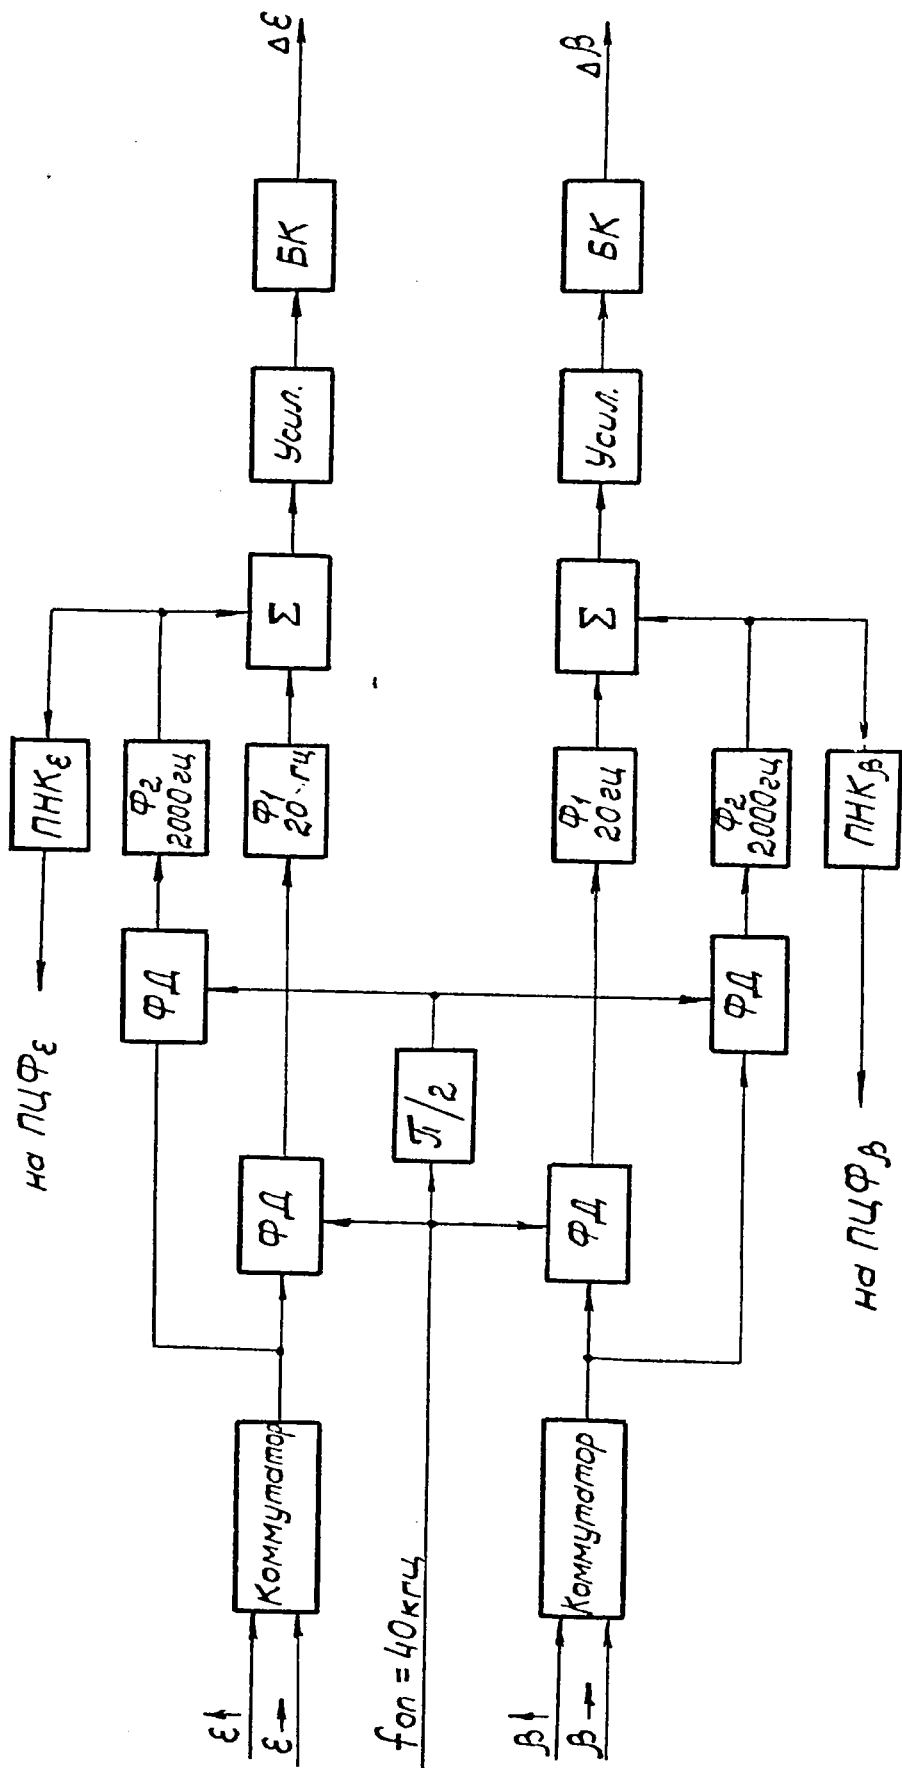 на ПЦФε
ПНКε
ФД
Ф2
2000гц
ε↑
ε→
Коммутатор
ФД
Ф1
20 гц
Σ
Усил.
БК
Δε
fоп = 40кгц
π/2
β↑
β→
Коммутатор
ФД
Ф1
20гц
Σ
Усил.
БК
Δβ
ФД
Ф2
2000гц
на ПЦФβ
ПНКβ